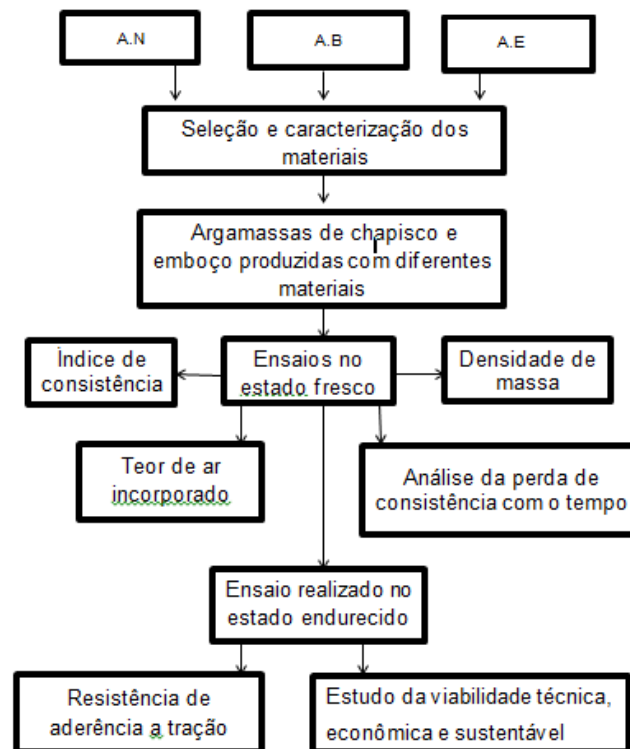 A.N
A.B
A.E
Seleção e caracterização dos
materiais
Argamassas de chapisco e
emboço produzidas com diferentes
materiais
Índice de
consistência
Ensaios no
estado fresco
Densidade de
massa
Teor de ar
incorporado
Análise da perda de
consistência com o tempo
Ensaio realizado no
estado endurecido
Resistência de
aderência a tração
Estudo da viabilidade técnica,
econômica e sustentável